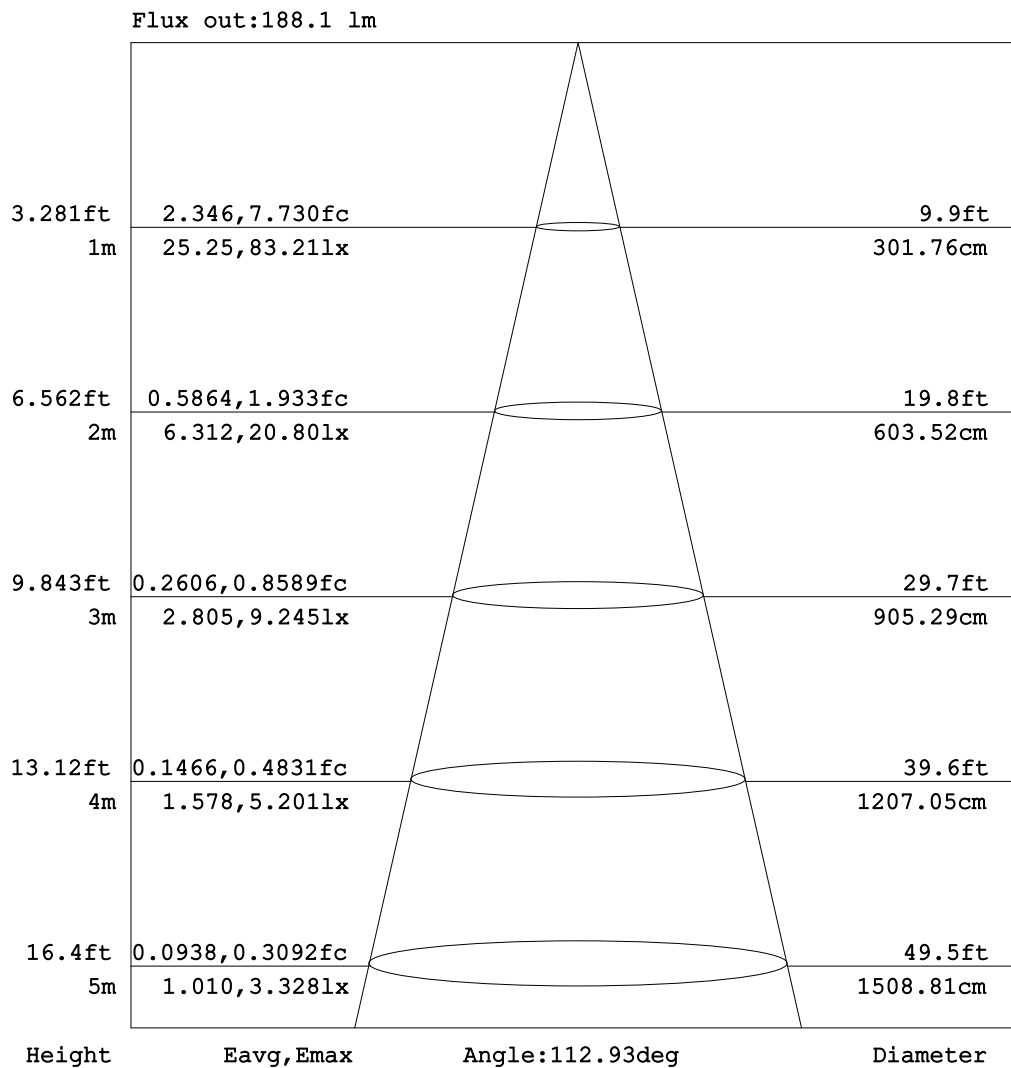 Flux out:188.1 lm
3.281ft 2.346,7.730fc 9.9ft
1m 25.25,83.21lx 301.76cm
6.562ft 0.5864,1.933fc 19.8ft
2m 6.312,20.80lx 603.52cm
9.843ft 0.2606,0.8589fc 29.7ft
3m 2.805,9.245lx 905.29cm
13.12ft 0.1466,0.4831fc 39.6ft
4m 1.578,5.201lx 1207.05cm
16.4ft 0.0938,0.3092fc 49.5ft
5m 1.010,3.328lx 1508.81cm
Height Eavg,Emax Angle:112.93deg Diameter